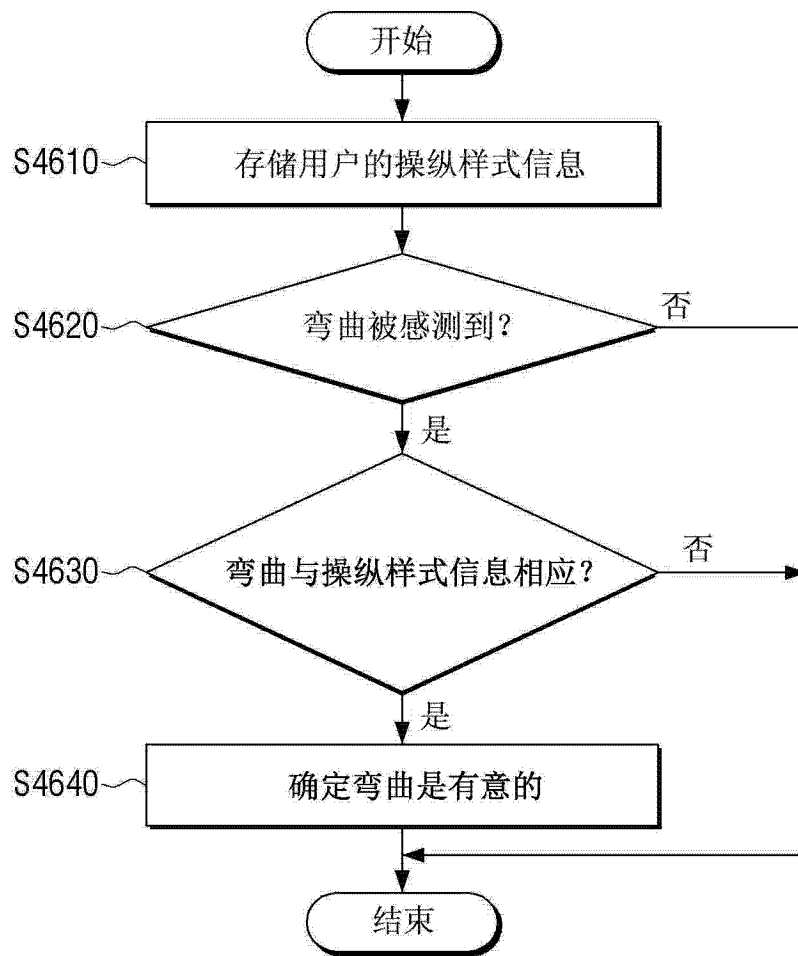 开始
S4610
存储用户的操纵样式信息
S4620
弯曲被感测到？
否
是
S4630
弯曲与操纵样式信息相应？
否
是
S4640
确定弯曲是有意的
结束